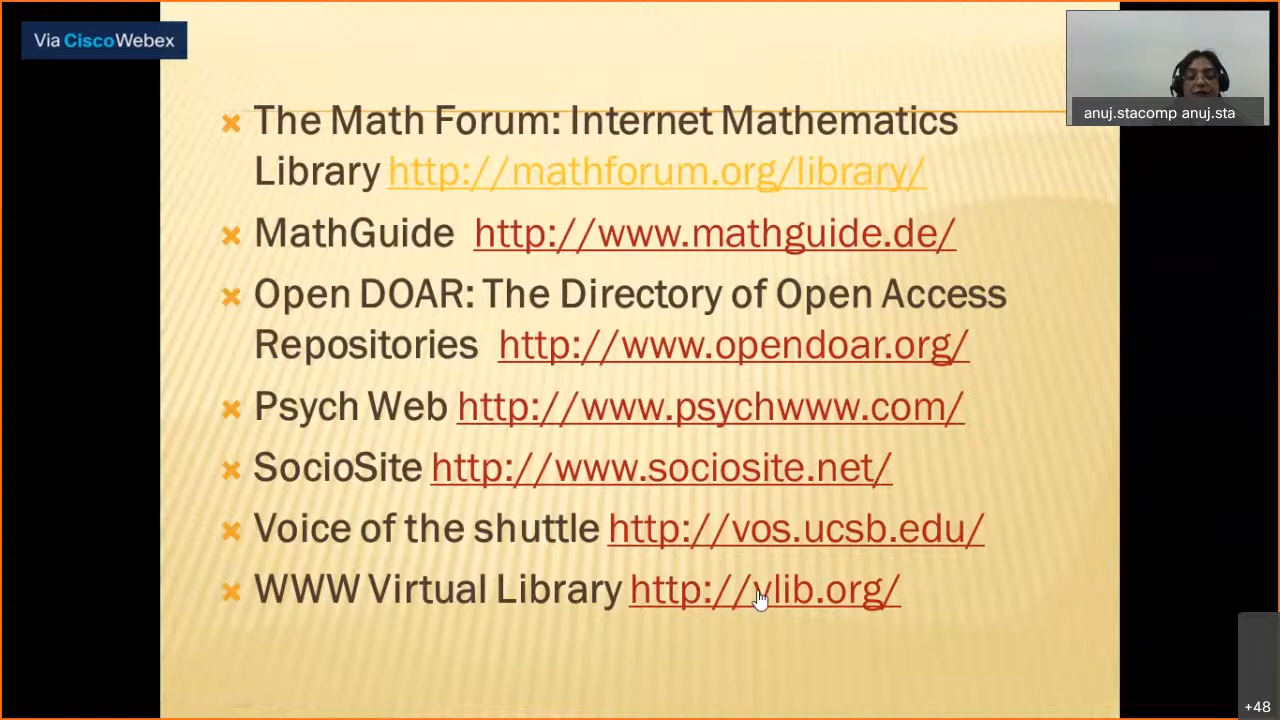 Via Cisco Webex
anuj.stacomp anuj.sta
The Math Forum: Internet Mathematics
Library http://mathforum.org/library/
MathGuide http://www.mathguide.de/
Open DOAR: The Directory of Open Access
Repositories http://www.opendoar.org/
Psych Web http://www.psychwww.com/
SocioSite http://www.sociosite.net/
Voice of the shuttle http://vos.ucsb.edu/
WWW Virtual Library http://vlib.org/
+48